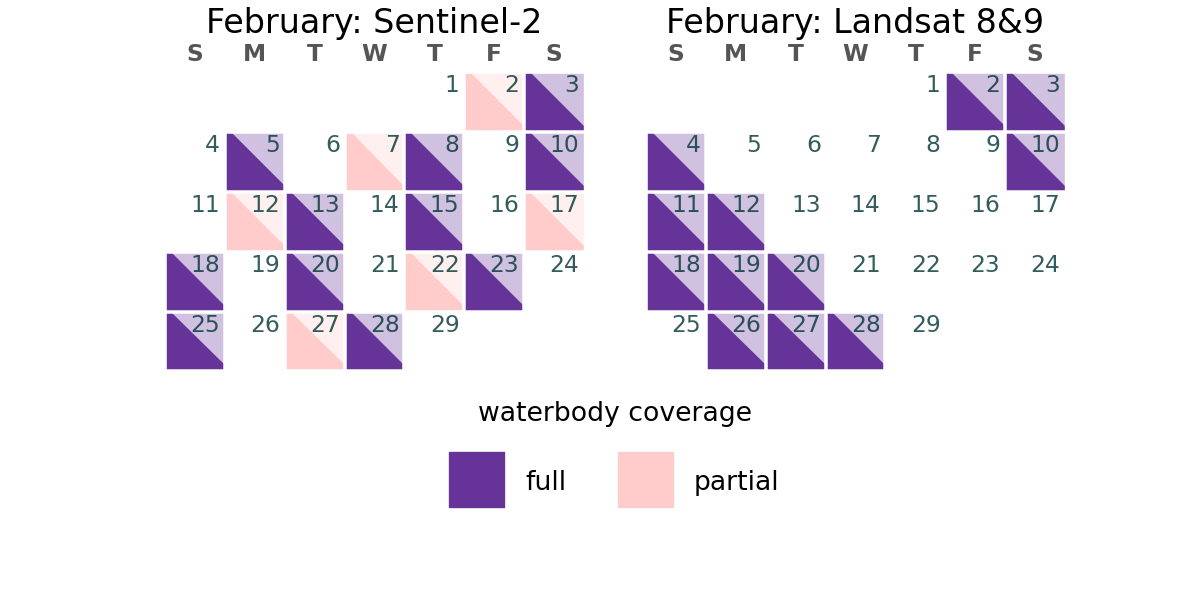 February: Sentinel-2
S M T W T F S
1 2 3
4 5 6 7 8 9 10
11 12 13 14 15 16 17
18 19 20 21 22 23 24
25 26 27 28 29
February: Landsat 8&9
S M T W T F S
1 2 3
4 5 6 7 8 9 10
11 12 13 14 15 16 17
18 19 20 21 22 23 24
25 26 27 28 29
waterbody coverage
full partial